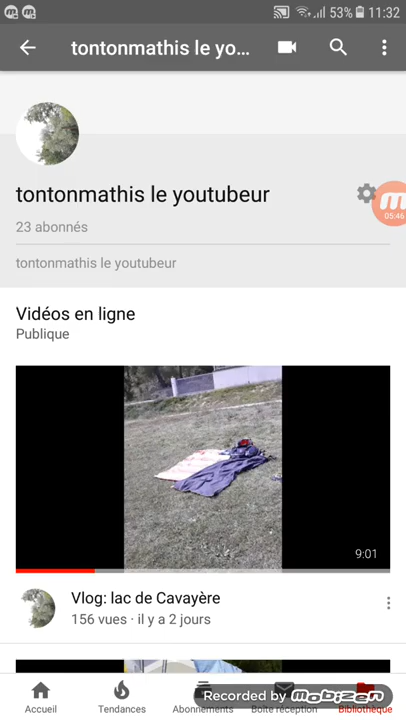 53% 11:32
tontonmathis le yo...
tontonmathis le youtubeur
05:46
23 abonnés
tontonmathis le youtubeur
Vidéos en ligne
Publique
9:01
Vlog: lac de Cavayère
156 vues · il y a 2 jours
Recorded by mobizen
Accueil Tendances Abonnements Boîte réception Bibliothèque